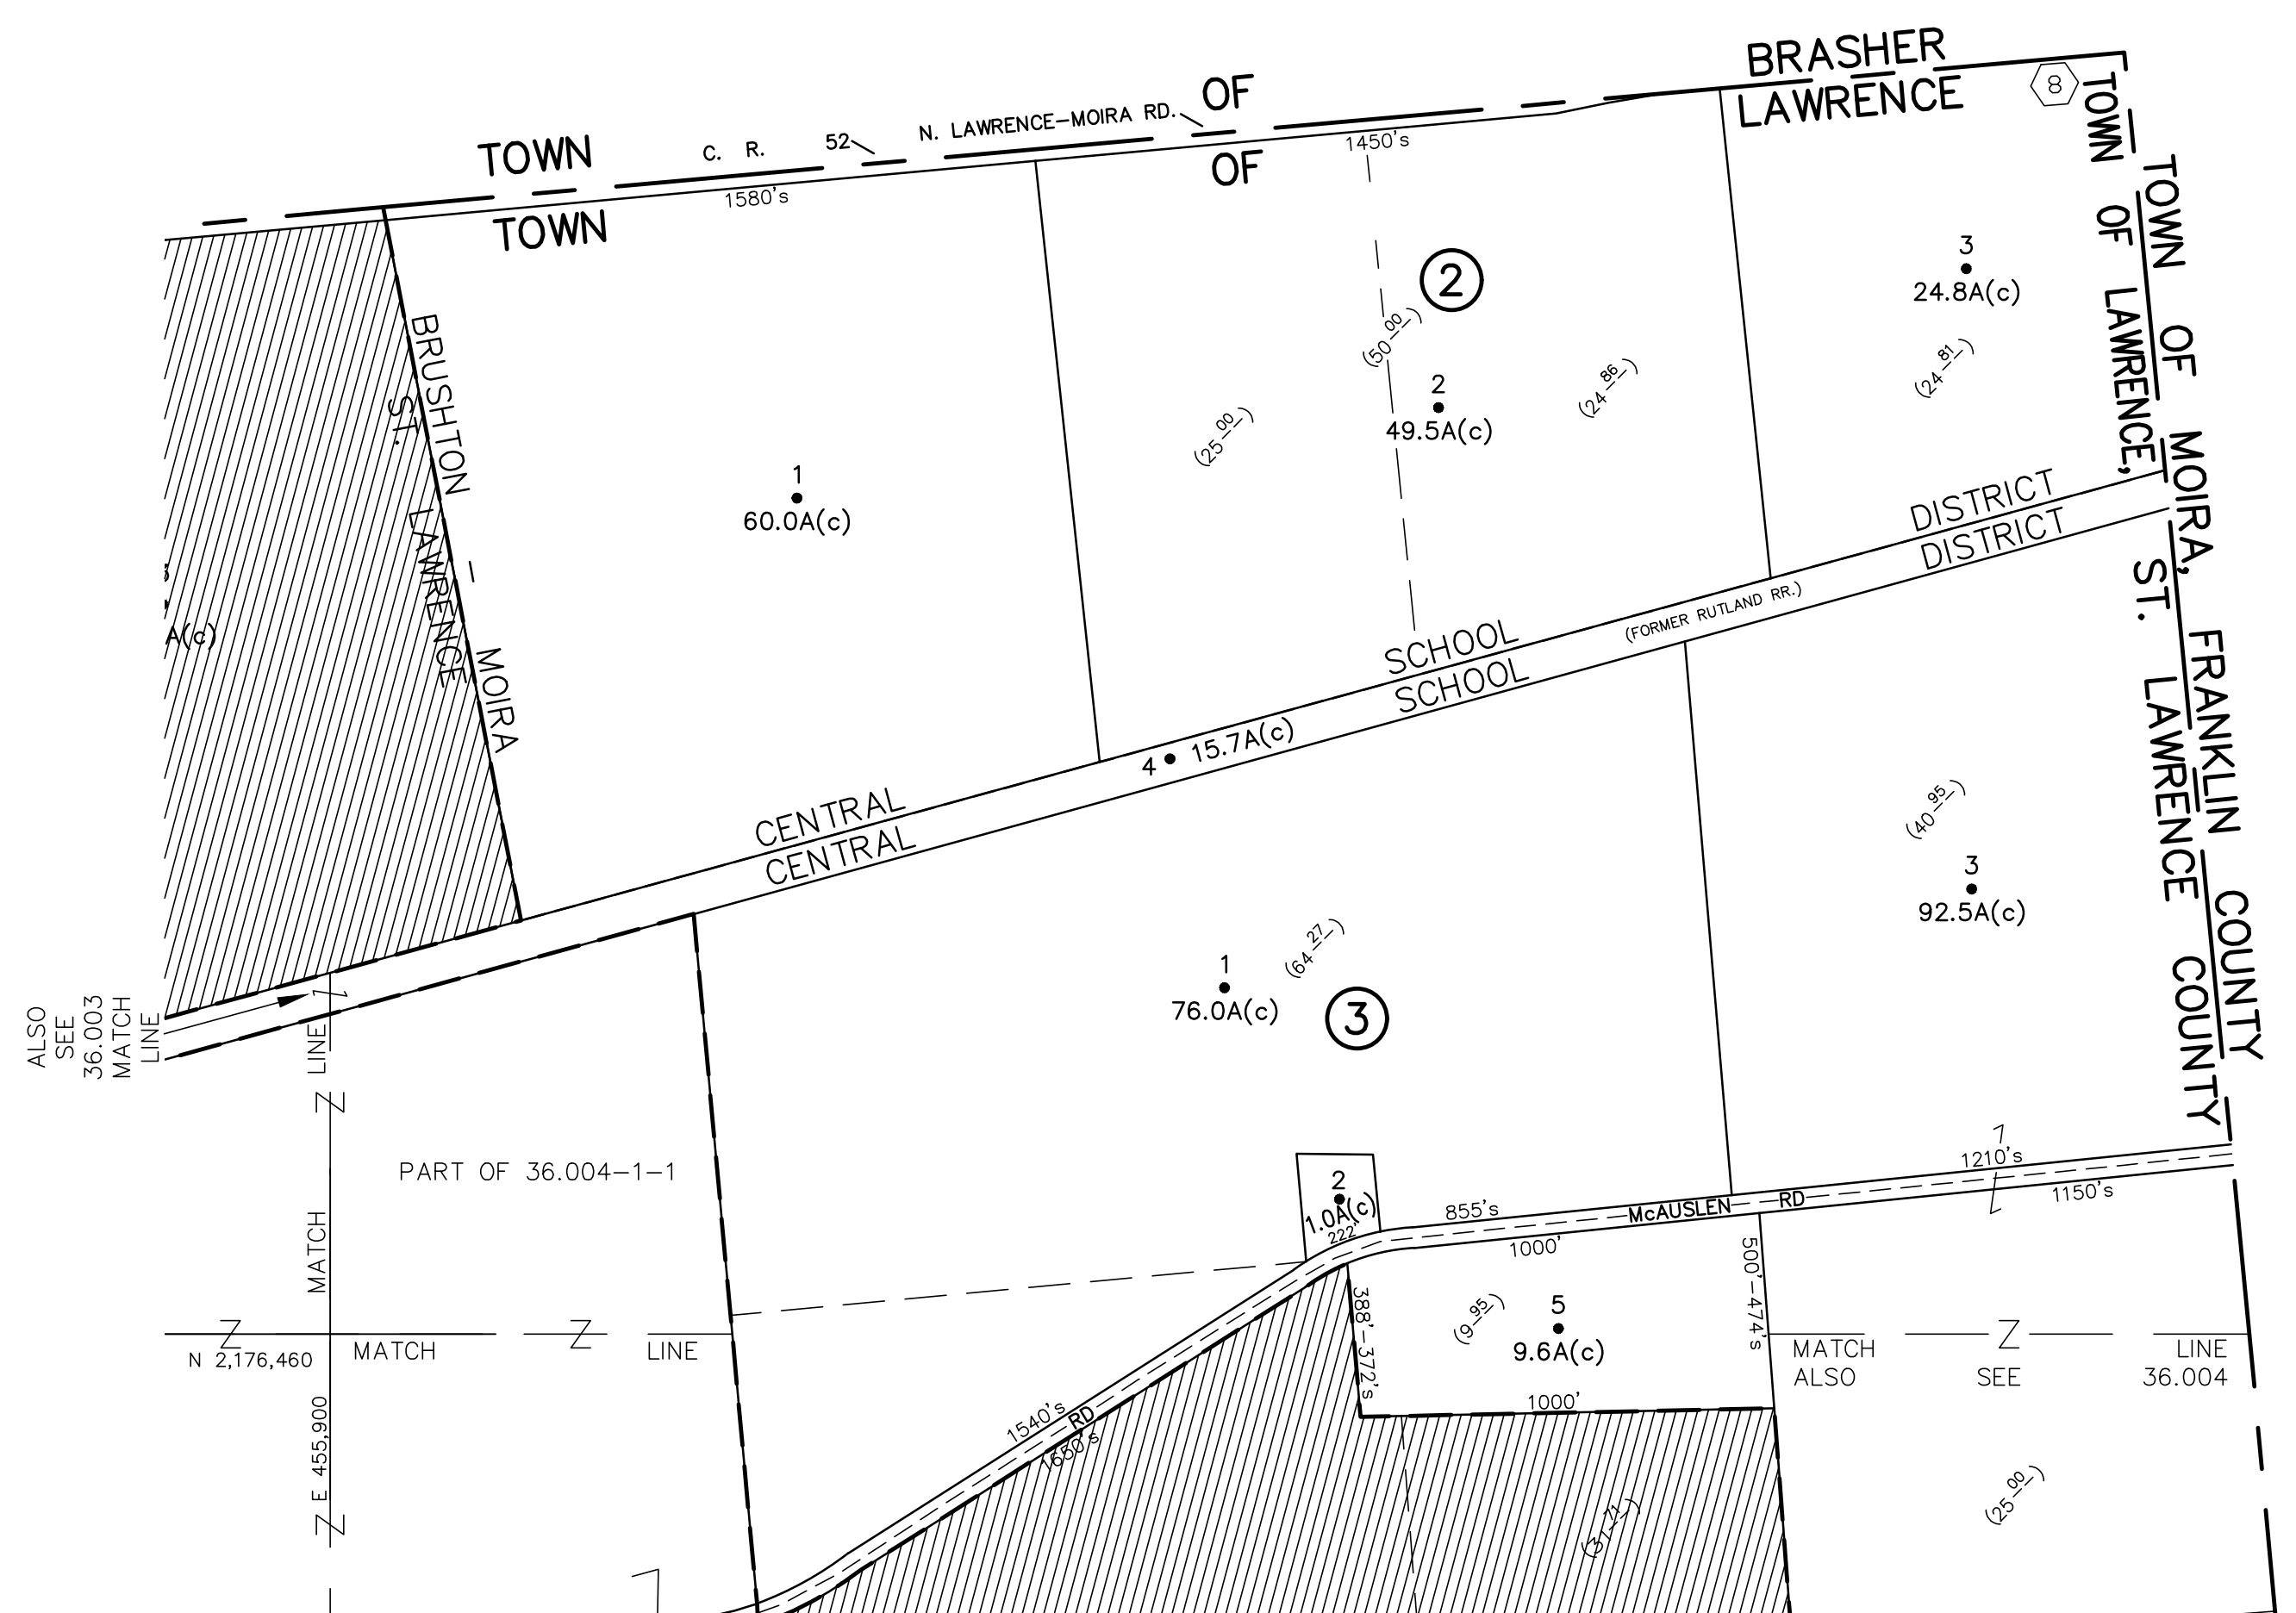 BRASHER
LAWRENCE
8
TOWN OF
TOWN OF
C. R. 52
N. LAWRENCE–MOIRA RD.
1580's
1450's
TOWN OF MOIRA, FRANKLIN COUNTY
TOWN OF LAWRENCE, ST. LAWRENCE COUNTY
BRUSHTON – MOIRA
ST. LAWRENCE
CENTRAL SCHOOL DISTRICT
CENTRAL SCHOOL DISTRICT
2
3
24.8A(c)
(24 81)
(50 00)
2
49.5A(c)
(24 86)
(25 00)
1
60.0A(c)
A(c)
(FORMER RUTLAND RR.)
4 15.7A(c)
(40 95)
3
92.5A(c)
(64 27)
1
76.0A(c)
3
ALSO
SEE
36.003
MATCH
LINE
MATCH LINE
PART OF 36.004–1–1
2
1.0A(c)
222'
855's
McAUSLEN RD
1210's
1150's
1000'
500'–474's
388'–372's
(9 95)
5
9.6A(c)
1000'
N 2,176,460
MATCH LINE
E 455,900
MATCH LINE
ALSO SEE 36.004
1540's
RD
1650's
(37 71)
(25 00)